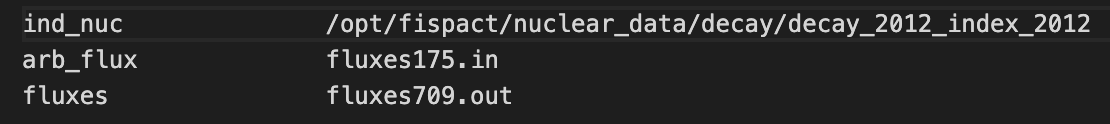 ind_nuc /opt/fispact/nuclear_data/decay/decay_2012_index_2012
arb_flux fluxes175.in
fluxes fluxes709.out